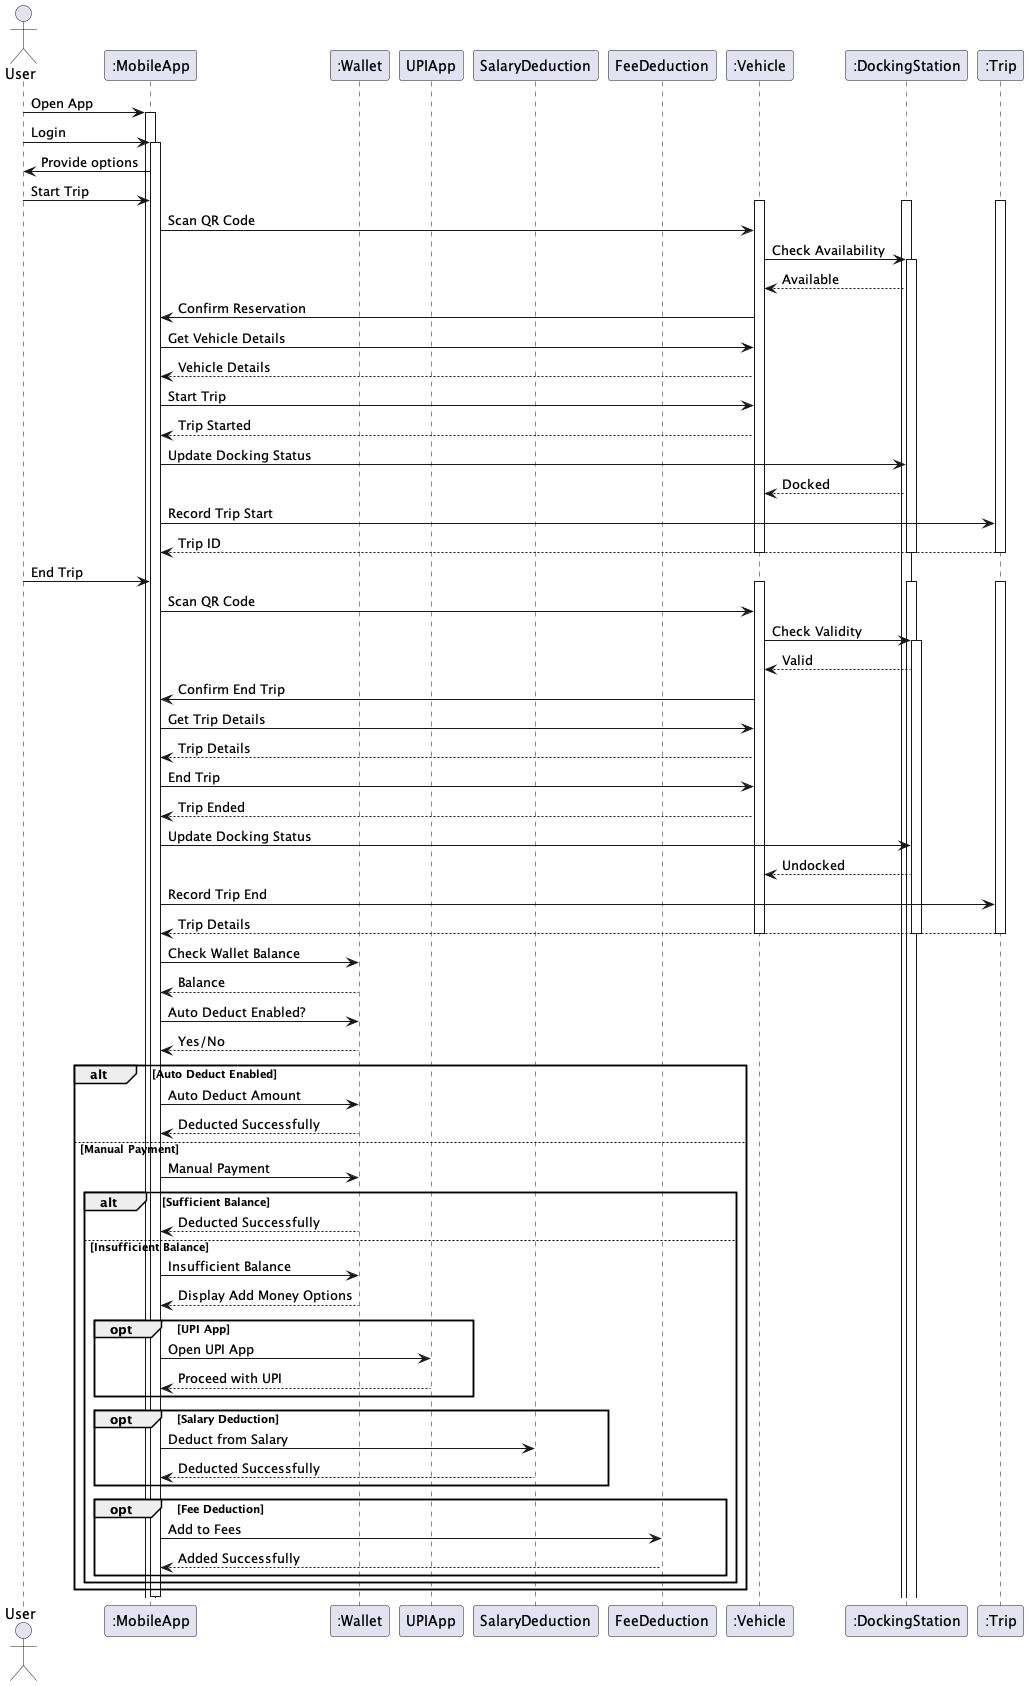 User
:MobileApp
:Wallet
UPIApp
SalaryDeduction
FeeDeduction
:Vehicle
:DockingStation
:Trip
Open App
Login
Provide options
Start Trip
Scan QR Code
Check Availability
Available
Confirm Reservation
Get Vehicle Details
Vehicle Details
Start Trip
Trip Started
Update Docking Status
Docked
Record Trip Start
Trip ID
End Trip
Scan QR Code
Check Validity
Valid
Confirm End Trip
Get Trip Details
Trip Details
End Trip
Trip Ended
Update Docking Status
Undocked
Record Trip End
Trip Details
Check Wallet Balance
Balance
Auto Deduct Enabled?
Yes/No
alt [Auto Deduct Enabled]
Auto Deduct Amount
Deducted Successfully
[Manual Payment]
Manual Payment
alt [Sufficient Balance]
Deducted Successfully
[Insufficient Balance]
Insufficient Balance
Display Add Money Options
opt [UPI App]
Open UPI App
Proceed with UPI
opt [Salary Deduction]
Deduct from Salary
Deducted Successfully
opt [Fee Deduction]
Add to Fees
Added Successfully
User
:MobileApp
:Wallet
UPIApp
SalaryDeduction
FeeDeduction
:Vehicle
:DockingStation
:Trip